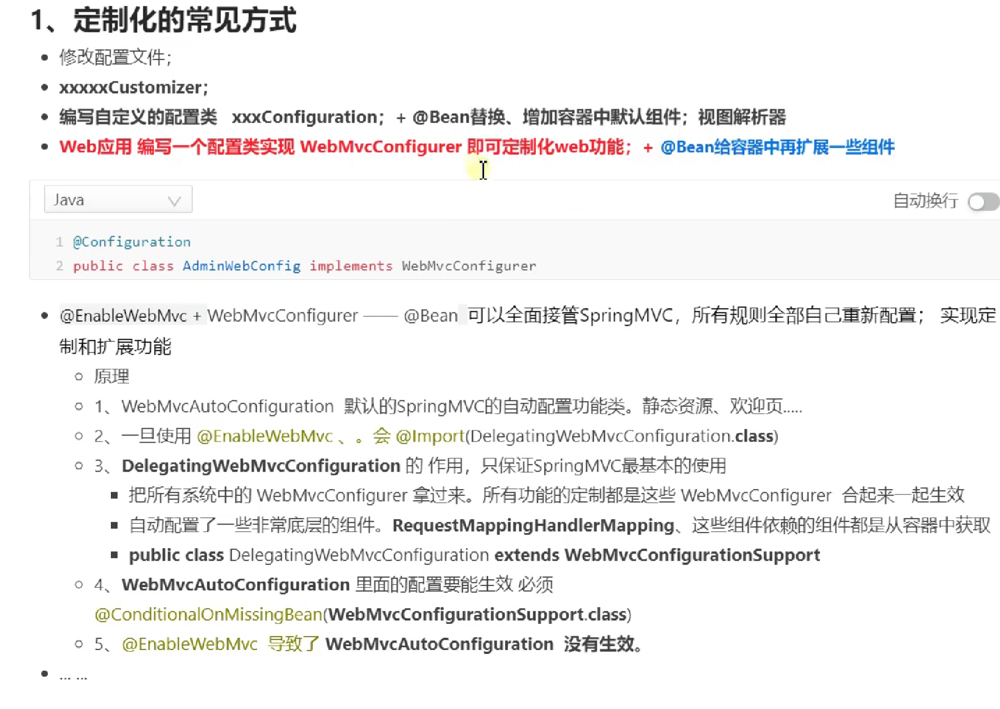 1、定制化的常见方式
修改配置文件；
xxxxxCustomizer；
编写自定义的配置类 xxxConfiguration；+ @Bean替换、增加容器中默认组件；视图解析器
Web应用 编写一个配置类实现 WebMvcConfigurer 即可定制化web功能；+ @Bean给容器中再扩展一些组件
Java
自动换行
1 @Configuration
2 public class AdminWebConfig implements WebMvcConfigurer
@EnableWebMvc + WebMvcConfigurer —— @Bean 可以全面接管SpringMVC，所有规则全部自己重新配置； 实现定
制和扩展功能
原理
1、WebMvcAutoConfiguration 默认的SpringMVC的自动配置功能类。静态资源、欢迎页.....
2、一旦使用 @EnableWebMvc 、。会 @Import(DelegatingWebMvcConfiguration.class)
3、DelegatingWebMvcConfiguration 的 作用，只保证SpringMVC最基本的使用
把所有系统中的 WebMvcConfigurer 拿过来。所有功能的定制都是这些 WebMvcConfigurer 合起来一起生效
自动配置了一些非常底层的组件。RequestMappingHandlerMapping、这些组件依赖的组件都是从容器中获取
public class DelegatingWebMvcConfiguration extends WebMvcConfigurationSupport
4、WebMvcAutoConfiguration 里面的配置要能生效 必须
@ConditionalOnMissingBean(WebMvcConfigurationSupport.class)
5、@EnableWebMvc 导致了 WebMvcAutoConfiguration 没有生效。
... ...